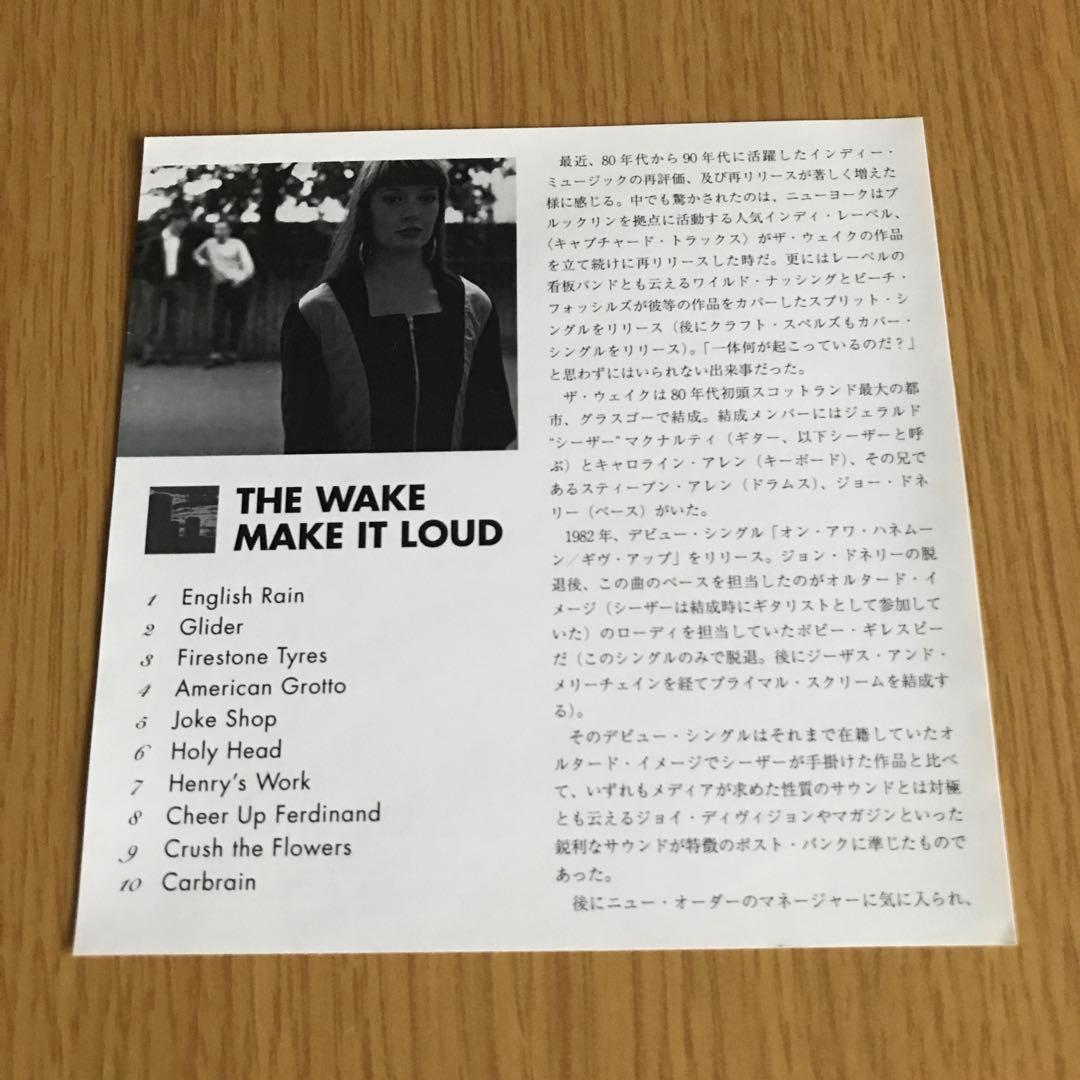 THE WAKE
MAKE IT LOUD
1 English Rain
2 Glider
3 Firestone Tyres
4 American Grotto
5 Joke Shop
6 Holy Head
7 Henry's Work
8 Cheer Up Ferdinand
9 Crush the Flowers
10 Carbrain
最近、80年代から90年代に活躍したインディー・
ミュージックの再評価、及び再リリースが著しく増えた
様に感じる。中でも驚かされたのは、ニューヨークはブ
ルックリンを拠点に活動する人気インディ・レーベル、
〈キャプチャード・トラックス〉がザ・ウェイクの作品
を立て続けに再リリースした時だ。更にはレーベルの
看板バンドとも云えるワイルド・ナッシングとビーチ・
フォッシルズが彼等の作品をカバーしたスプリット・シ
ングルをリリース（後にクラフト・スペルズもカバー・
シングルをリリース）。「一体何が起こっているのだ？」
と思わずにはいられない出来事だった。
ザ・ウェイクは80年代初頭スコットランド最大の都
市、グラスゴーで結成。結成メンバーにはジェラルド
“シーザー”マクナルティ（ギター、以下シーザーと呼
ぶ）とキャロライン・アレン（キーボード）、その兄で
あるスティーブン・アレン（ドラムス）、ジョー・ドネ
リー（ベース）がいた。
1982年、デビュー・シングル「オン・アワ・ハネムー
ン／ギヴ・アップ」をリリース。ジョン・ドネリーの脱
退後、この曲のベースを担当したのがオルタード・イ
メージ（シーザーは結成時にギタリストとして参加して
いた）のローディを担当していたボビー・ギレスピー
だ（このシングルのみで脱退。後にジーザス・アンド・
メリーチェインを経てプライマル・スクリームを結成す
る）。
そのデビュー・シングルはそれまで在籍していたオ
ルタード・イメージでシーザーが手掛けた作品と比べ
て、いずれもメディアが求めた性質のサウンドとは対極
とも云えるジョイ・ディヴィジョンやマガジンといった
鋭利なサウンドが特徴のポスト・パンクに準じたもので
あった。
後にニュー・オーダーのマネージャーに気に入られ、